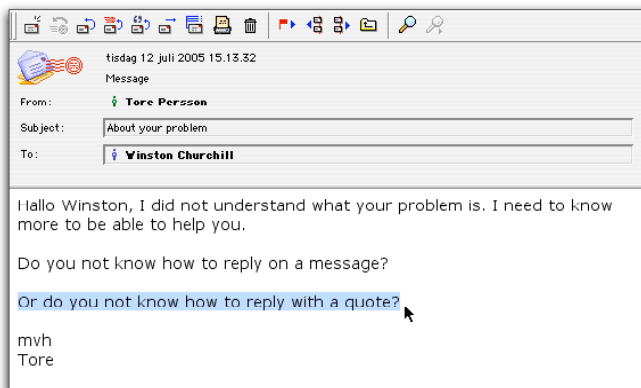 tisdag 12 juli 2005 15.13.32
Message
From:
Tore Persson
Subject:
About your problem
To:
Winston Churchill
Hallo Winston, I did not understand what your problem is. I need to know
more to be able to help you.
Do you not know how to reply on a message?
Or do you not know how to reply with a quote?
mvh
Tore